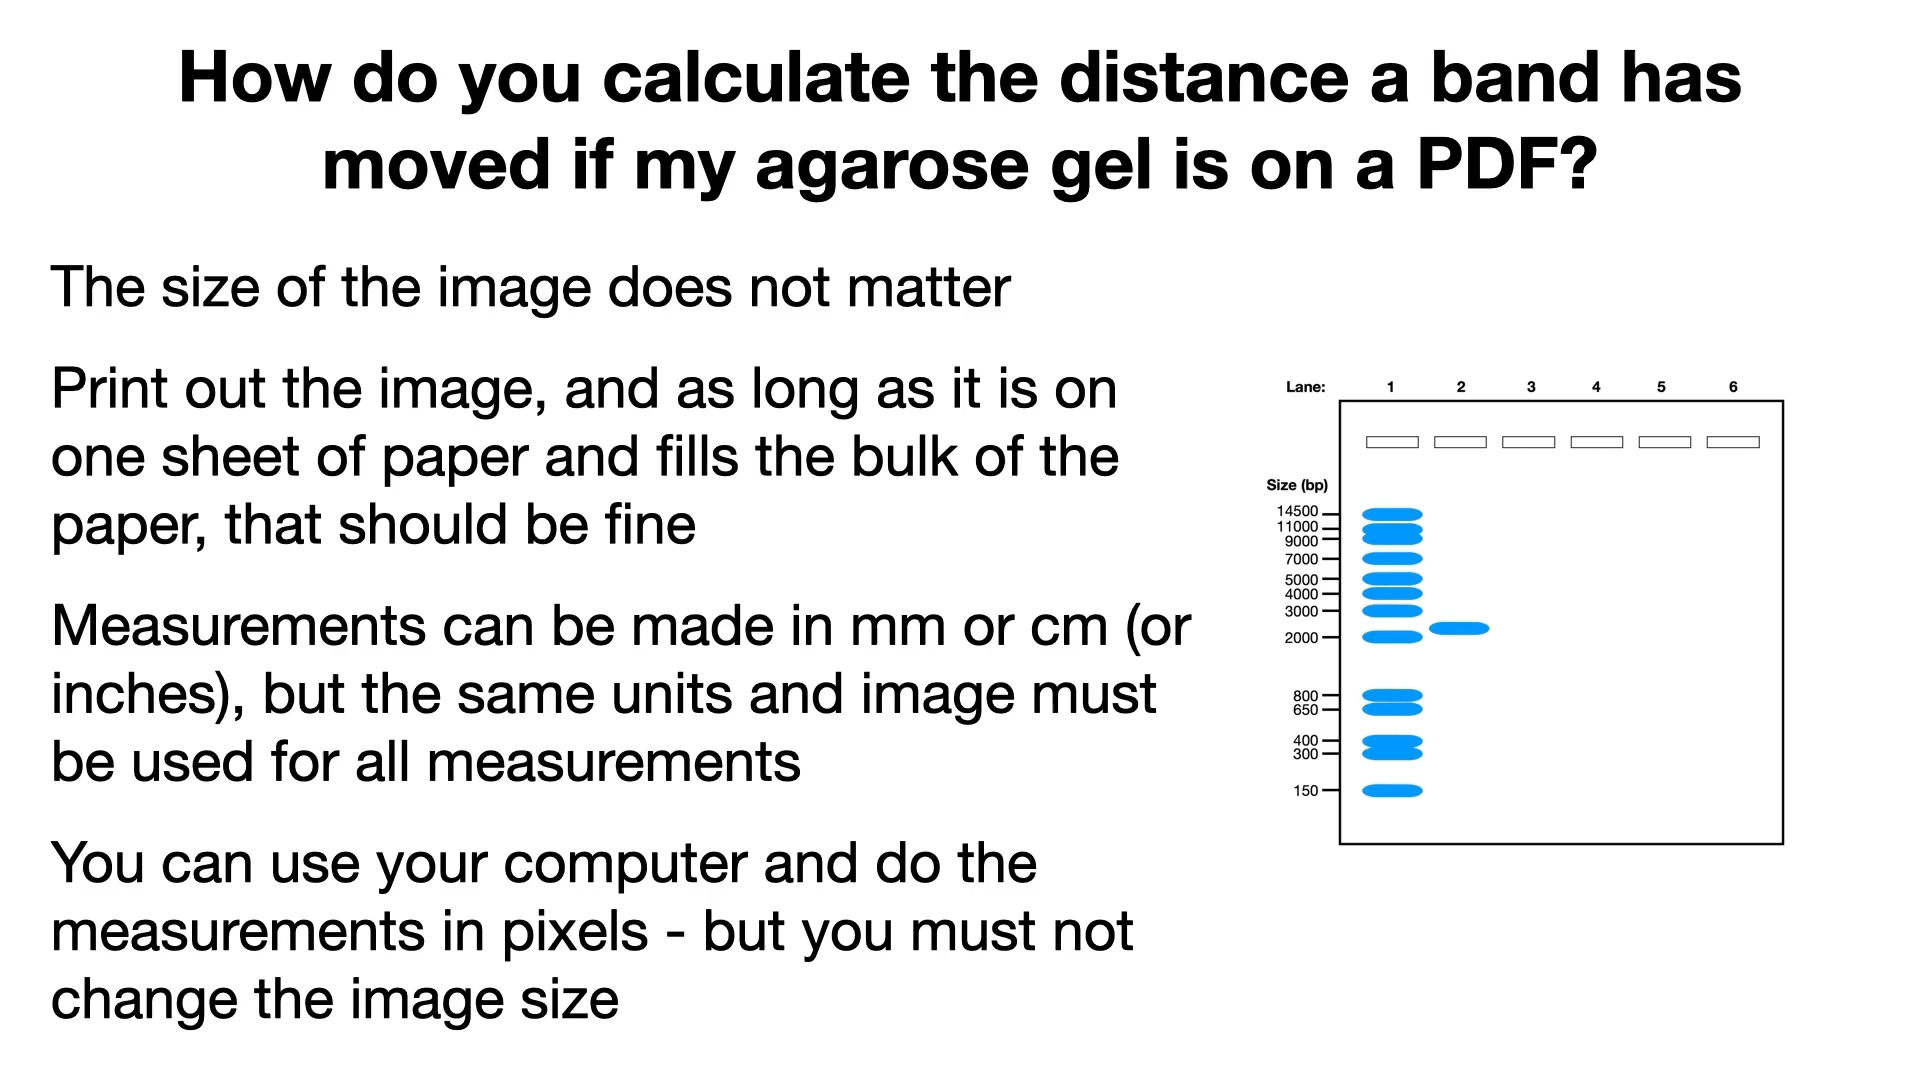 How do you calculate the distance a band has
moved if my agarose gel is on a PDF?
The size of the image does not matter
Print out the image, and as long as it is on
one sheet of paper and fills the bulk of the
paper, that should be fine
Measurements can be made in mm or cm (or
inches), but the same units and image must
be used for all measurements
You can use your computer and do the
measurements in pixels - but you must not
change the image size
Lane: 1 2 3 4 5 6
Size (bp)
14500
11000
9000
7000
5000
4000
3000
2000
800
650
400
300
150